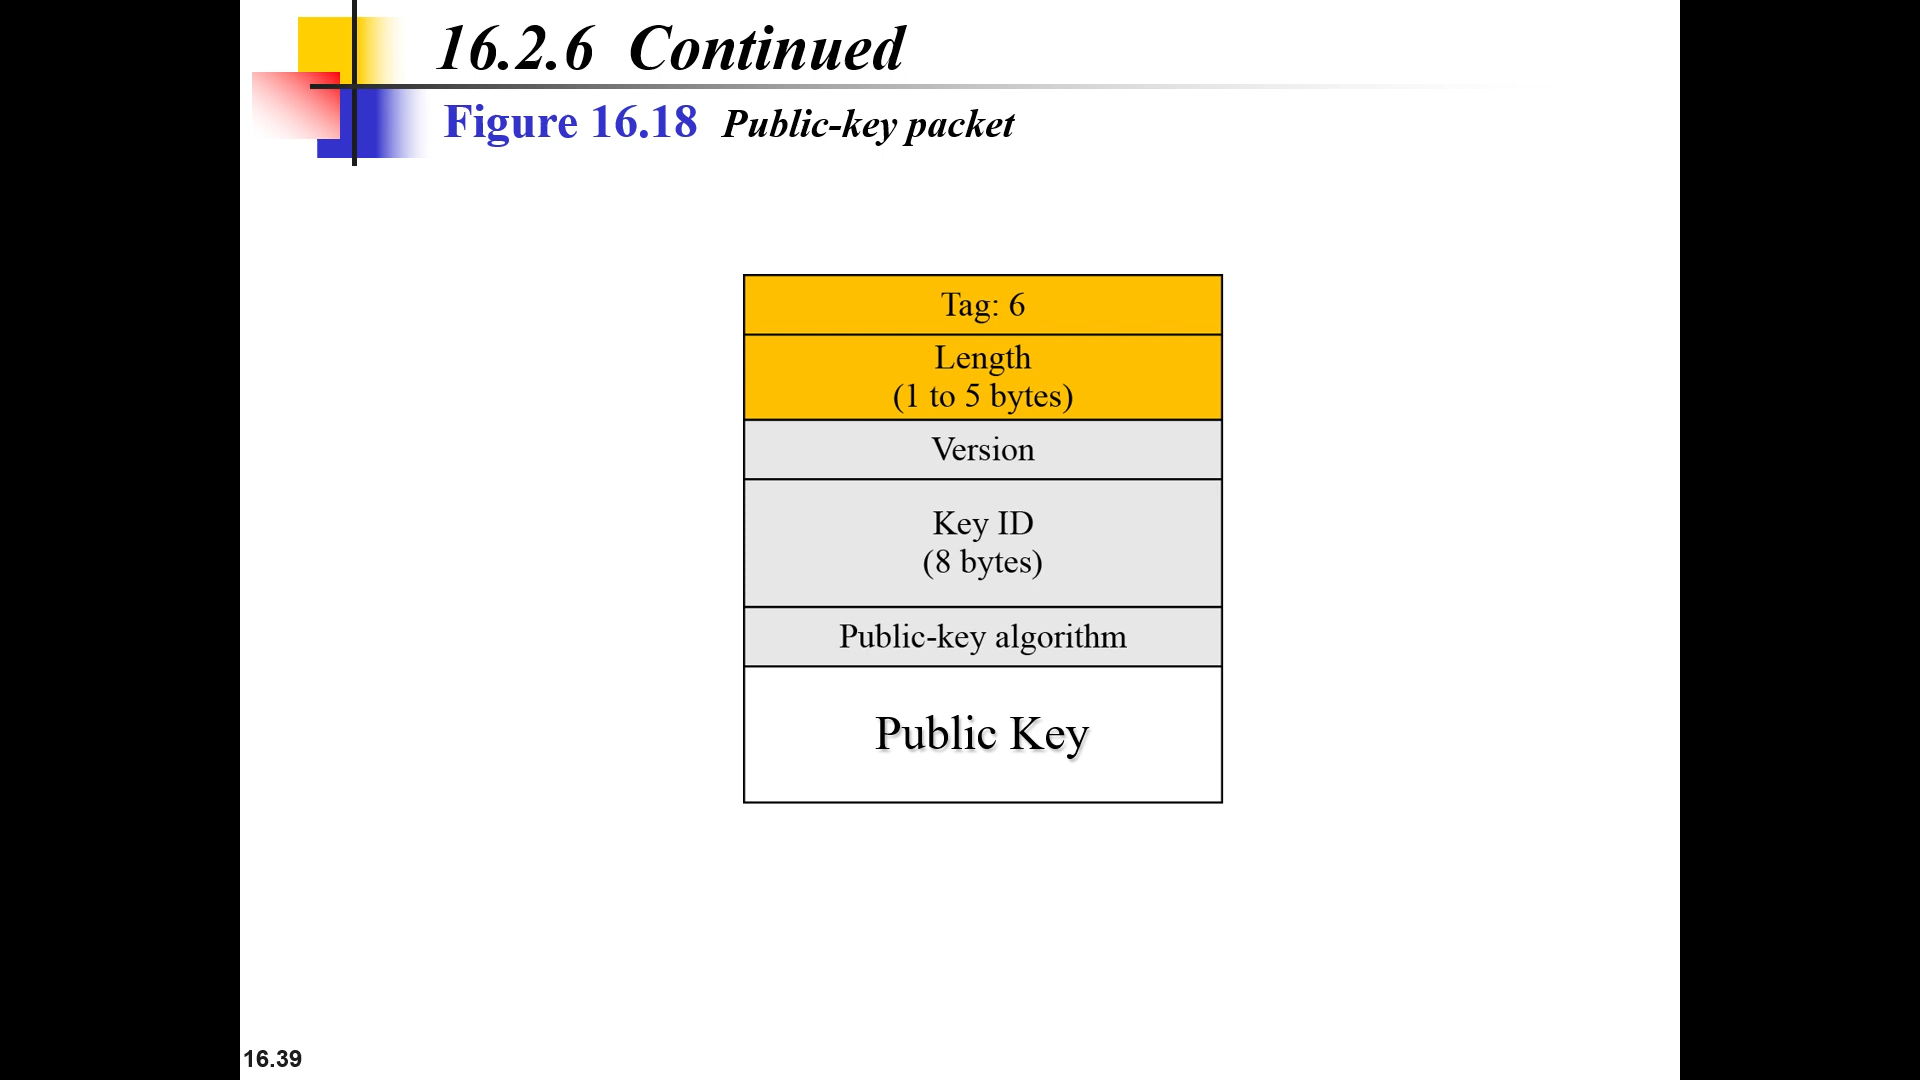 16.2.6 Continued
Figure 16.18 Public-key packet
Tag: 6
Length
(1 to 5 bytes)
Version
Key ID
(8 bytes)
Public-key algorithm
Public Key
16.39